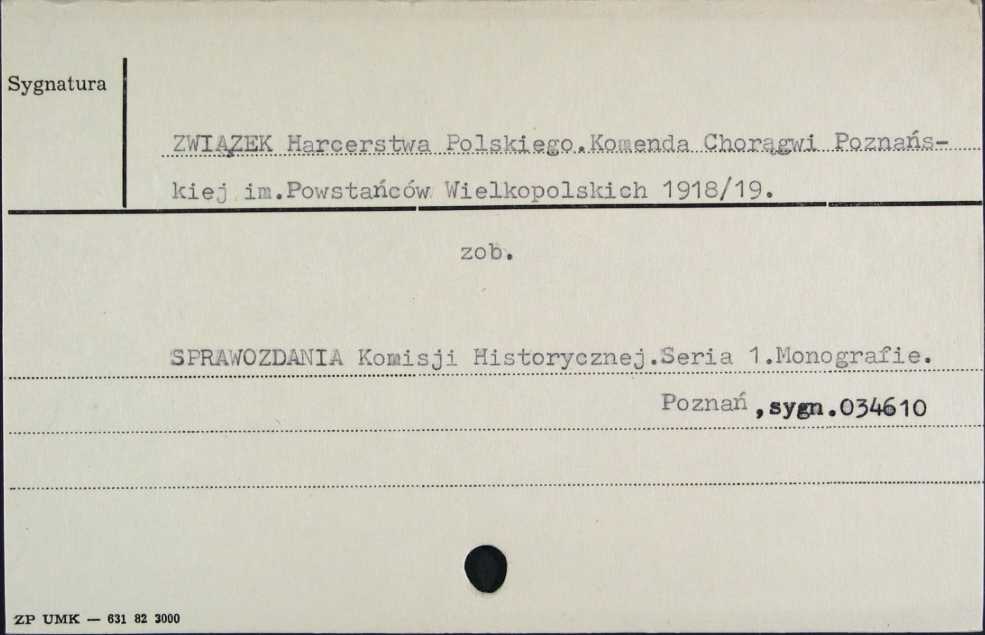 Sygnatura
ZWIĄZEK Harcerstwa Polskiego.Komenda Chorągwi Poznańs-
kiej im.Powstańców Wielkopolskich 1918/19.
zob.
SPRAWOZDANIA Komisji Historycznej.Seria 1.Monografie.
Poznań,sygn.034610
ZP UMK — 631 82 3000